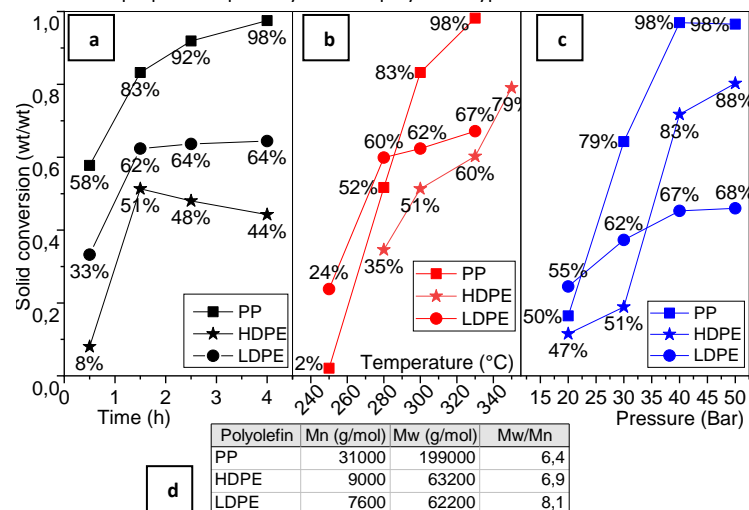 Solid conversion (wt/wt)
1,0
0,8
0,6
0,4
0,2
0,0
a
98%
92%
83%
58%
62%
64%
64%
51%
48%
44%
33%
8%
PP
HDPE
LDPE
0
1
2
3
4
Time (h)
b
98%
83%
79%
67%
62%
60%
60%
52%
51%
35%
24%
2%
PP
HDPE
LDPE
Temperature (°C)
240
260
280
300
320
340
c
98%
98%
88%
83%
79%
67%
68%
62%
55%
50%
51%
47%
PP
HDPE
LDPE
15 20 25 30 35 40 45 50
Pressure (Bar)
d
Polyolefin Mn (g/mol) Mw (g/mol) Mw/Mn
PP 31000 199000 6,4
HDPE 9000 63200 6,9
LDPE 7600 62200 8,1